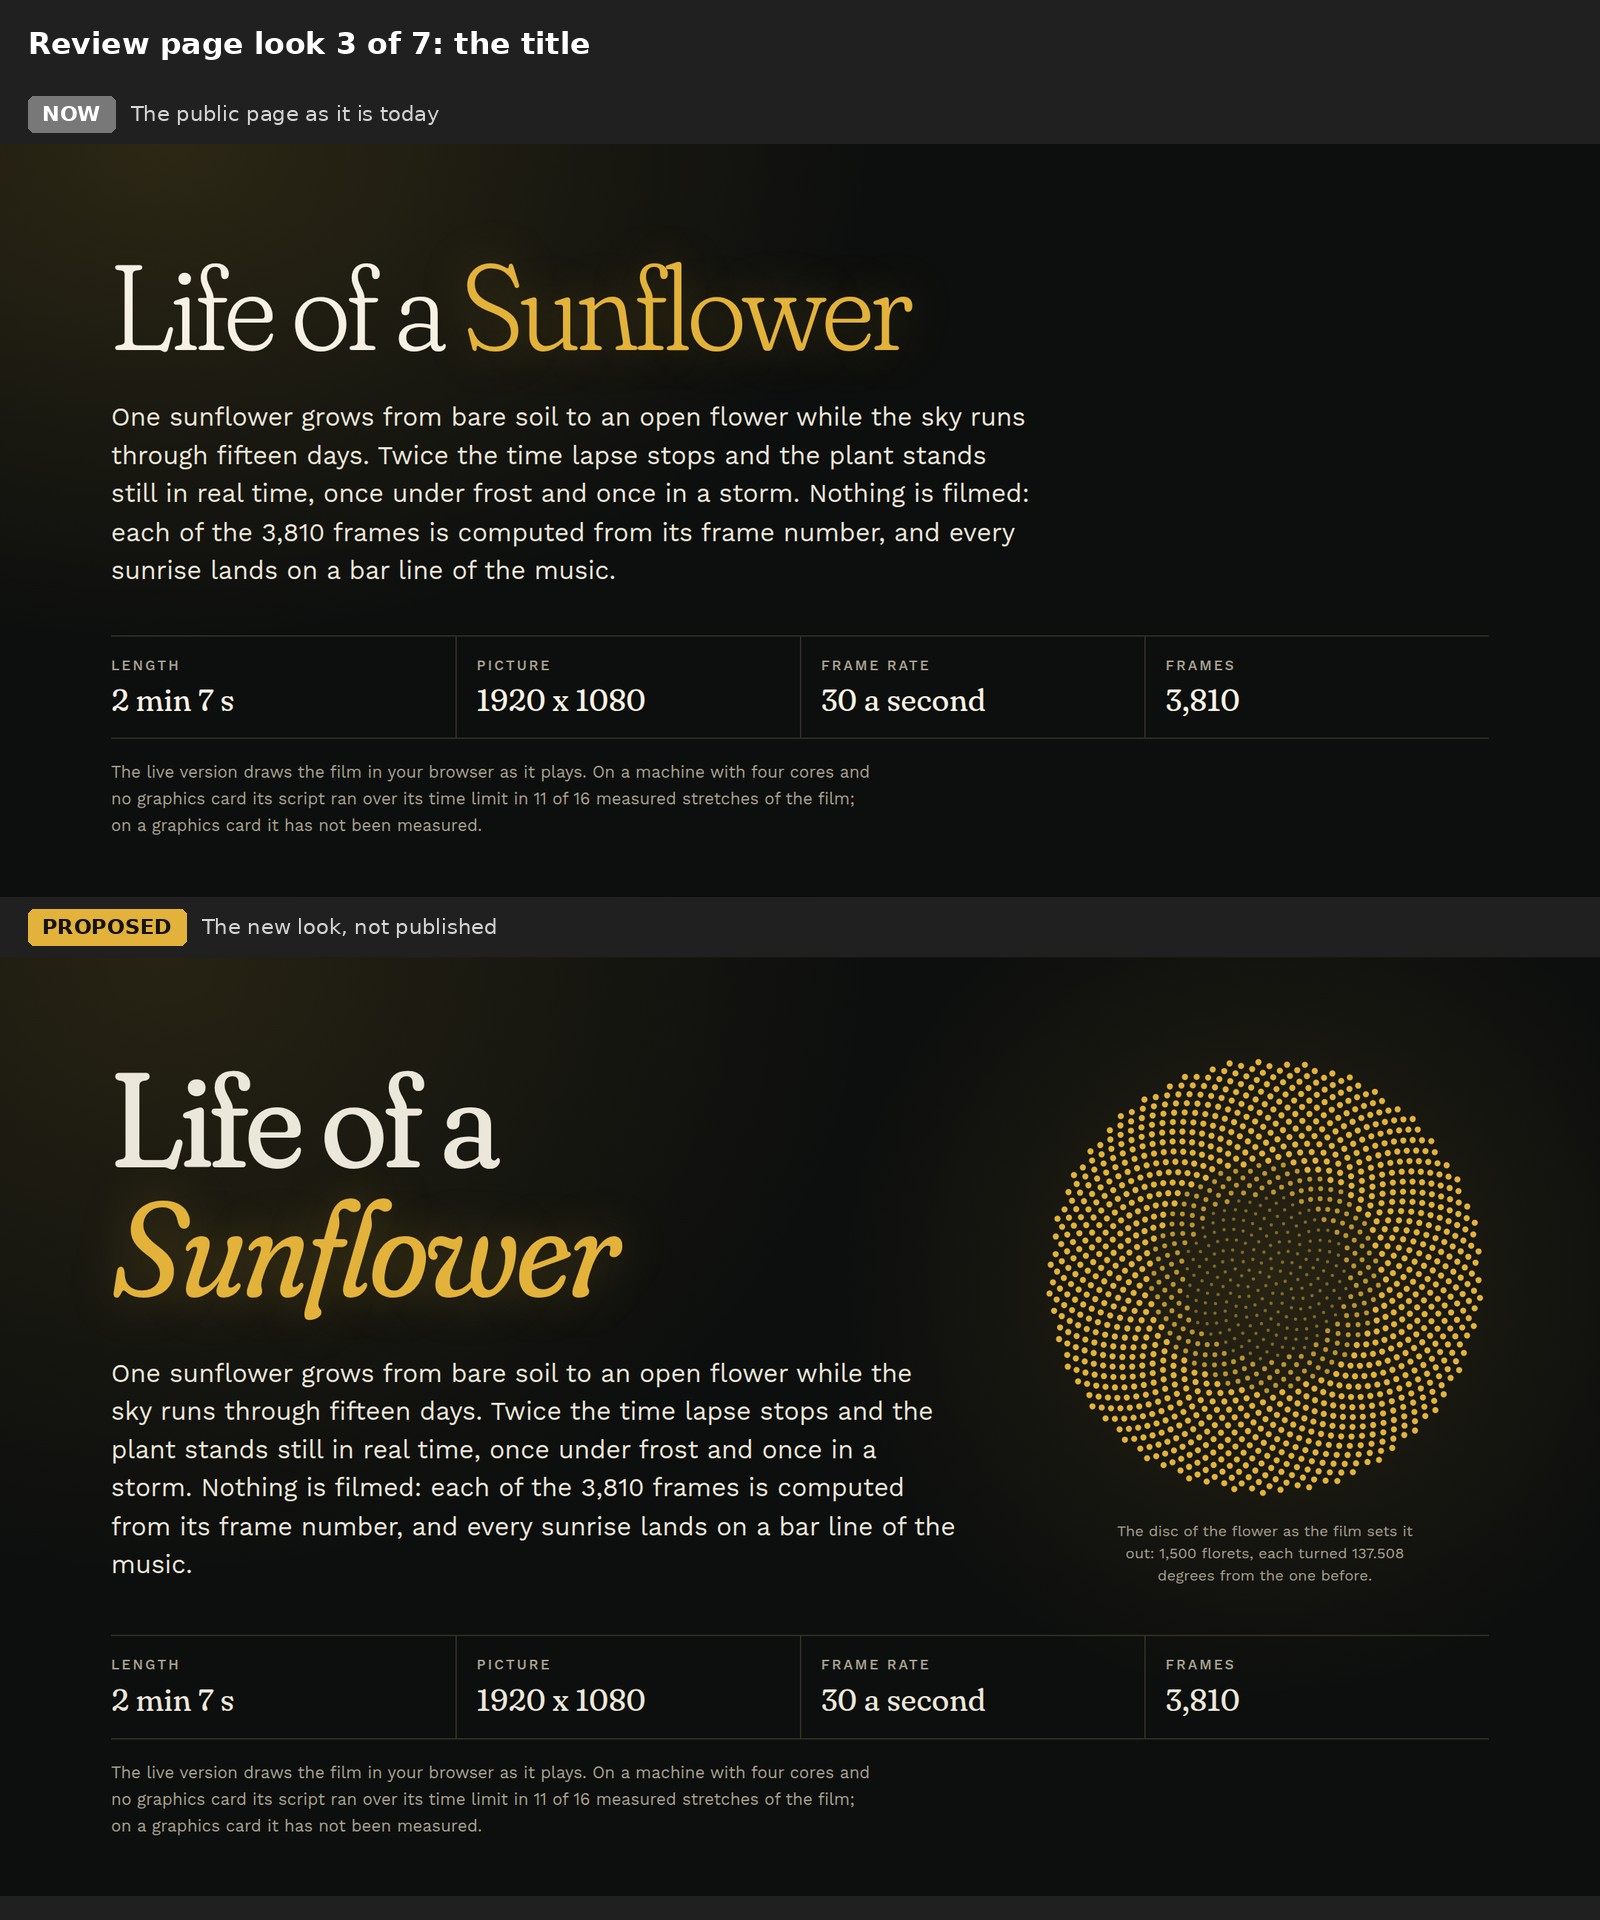 Review page look 3 of 7: the title
NOW The public page as it is today
Life of a Sunflower
One sunflower grows from bare soil to an open flower while the sky runs
through fifteen days. Twice the time lapse stops and the plant stands
still in real time, once under frost and once in a storm. Nothing is filmed:
each of the 3,810 frames is computed from its frame number, and every
sunrise lands on a bar line of the music.
LENGTH PICTURE FRAME RATE FRAMES
2 min 7 s 1920 x 1080 30 a second 3,810
The live version draws the film in your browser as it plays. On a machine with four cores and
no graphics card its script ran over its time limit in 11 of 16 measured stretches of the film;
on a graphics card it has not been measured.
PROPOSED The new look, not published
Life of a
Sunflower
One sunflower grows from bare soil to an open flower while the
sky runs through fifteen days. Twice the time lapse stops and the
plant stands still in real time, once under frost and once in a
storm. Nothing is filmed: each of the 3,810 frames is computed
from its frame number, and every sunrise lands on a bar line of the
music.
The disc of the flower as the film sets it
out: 1,500 florets, each turned 137.508
degrees from the one before.
LENGTH PICTURE FRAME RATE FRAMES
2 min 7 s 1920 x 1080 30 a second 3,810
The live version draws the film in your browser as it plays. On a machine with four cores and
no graphics card its script ran over its time limit in 11 of 16 measured stretches of the film;
on a graphics card it has not been measured.